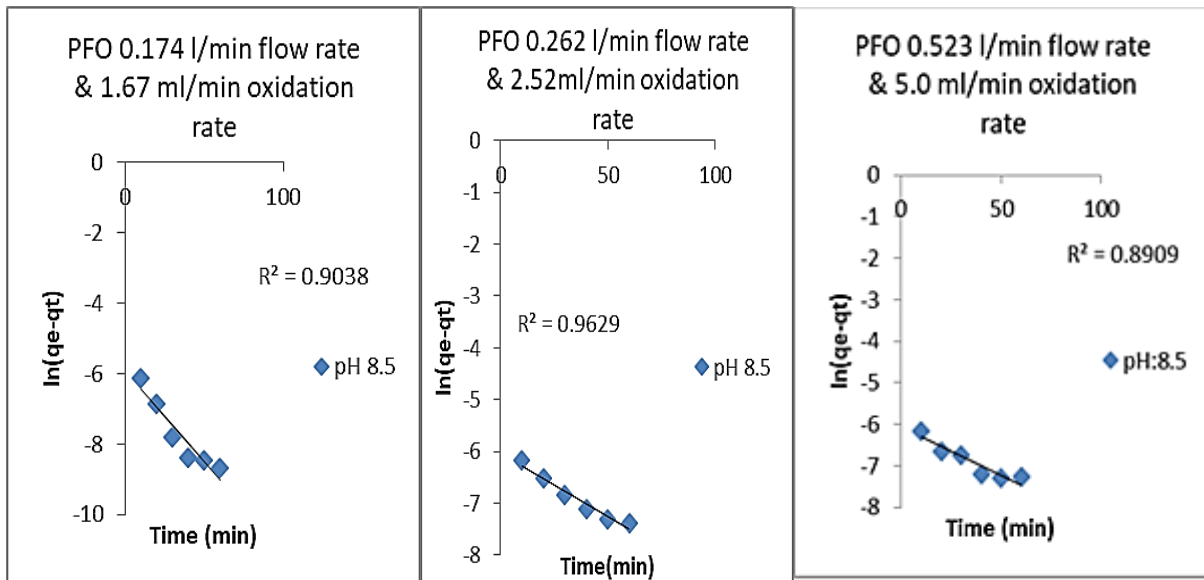 PFO 0.174 l/min flow rate
& 1.67 ml/min oxidation
rate
0
0
100
-2
-4
-6
-8
-10
R² = 0.9038
pH 8.5
ln(qe-qt)
Time (min)
PFO 0.262 l/min flow rate
& 2.52ml/min oxidation
rate
0
0
50
100
-1
-2
-3
-4
-5
-6
-7
-8
R² = 0.9629
pH 8.5
ln(qe-qt)
Time(min)
PFO 0.523 l/min flow rate
& 5.0 ml/min oxidation
rate
0
0
50
100
-1
-2
-3
-4
-5
-6
-7
-8
R² = 0.8909
pH:8.5
ln(qe-qt)
Time (min)